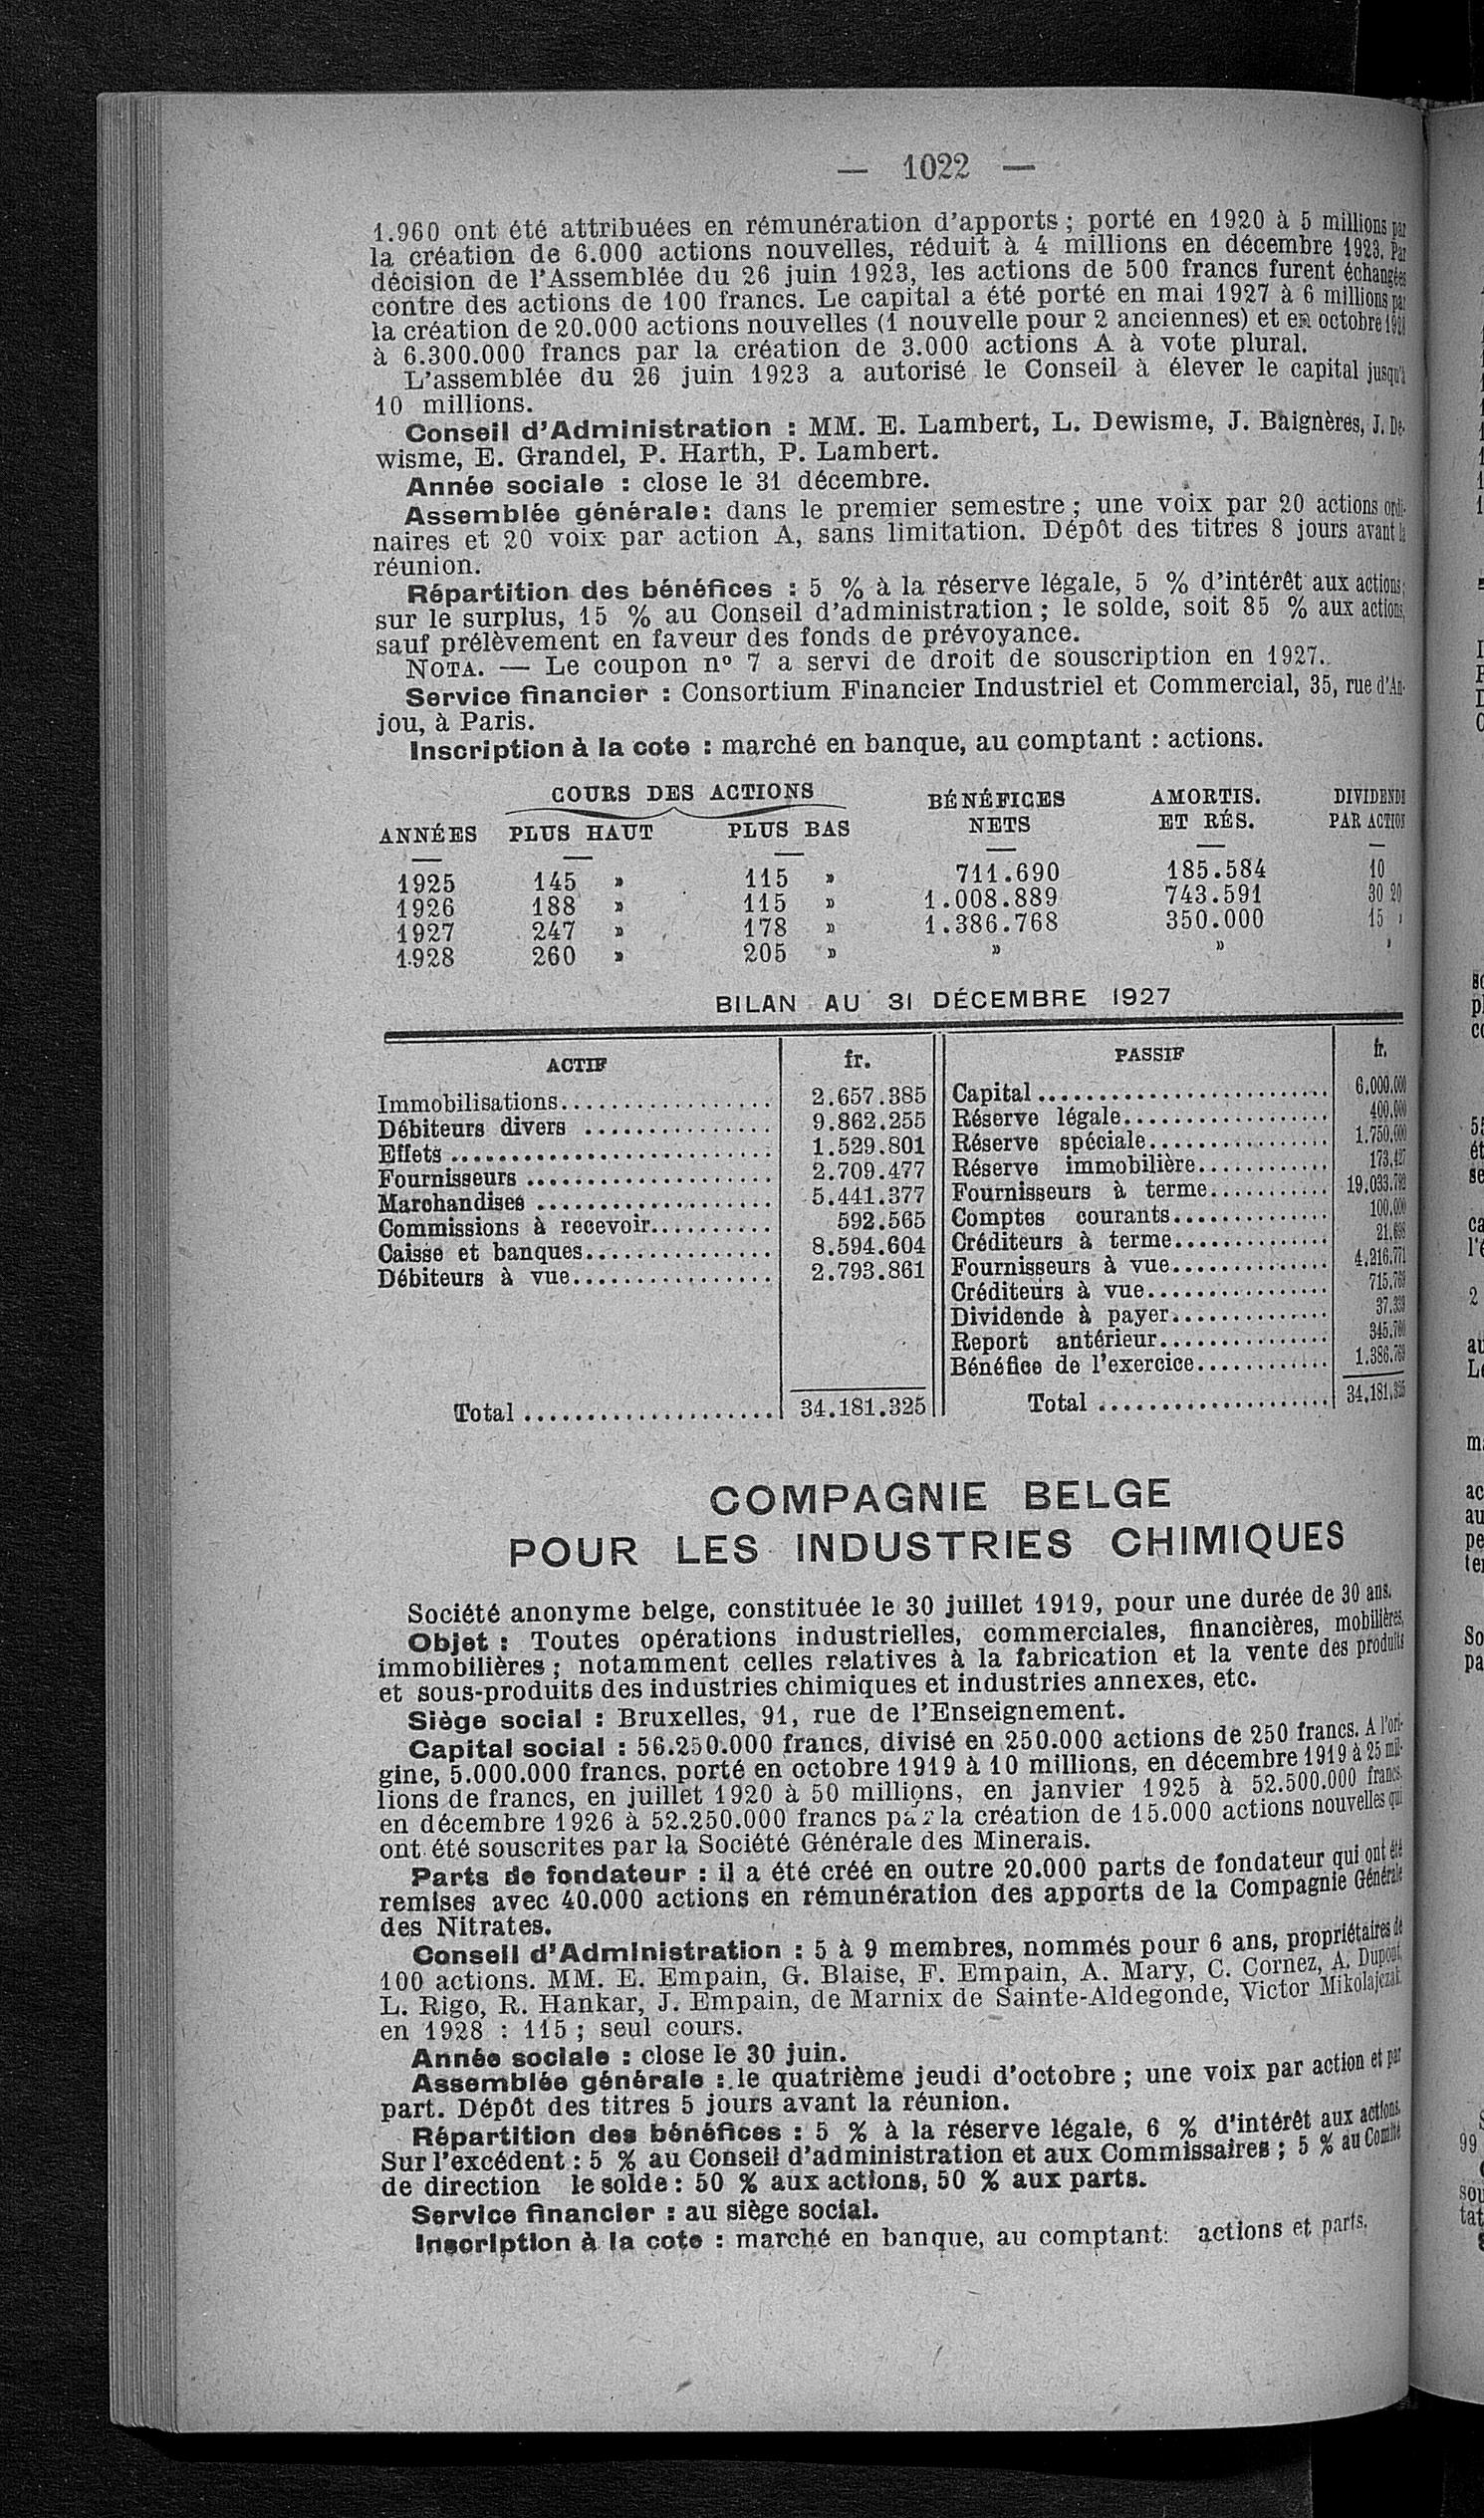 — 1022 —
1.960 ont été attribuées en rémunération d'apports ; porté en 1920 à 5 millions par
la création de 6.000 actions nouvelles, réduit à 4 millions en décembre 1923. Par
décision de l'Assemblée du 26 juin 1923, les actions de 500 francs furent échangées
contre des actions de 100 francs. Le capital a été porté en mai 1927 à 6 millions par
la création de 20.000 actions nouvelles (1 nouvelle pour 2 anciennes) et en octobre
à 6.300.000 francs par la création de 3.000 actions A à vote plural.
L'assemblée du 26 juin 1923 a autorisé le Conseil à élever le capital jusqu'à
10 millions.
Conseil d'Administration : MM. E. Lambert, L. Dewisme, J. Baignères, J. De-
wisme, E. Grandel, P. Harth, P. Lambert.
Année sociale : close le 31 décembre.
Assemblée générale : dans le premier semestre ; une voix par 20 actions ordi-
naires et 20 voix par action A, sans limitation. Dépôt des titres 8 jours avant la
réunion.
Répartition des bénéfices : 5 % à la réserve légale, 5 % d'intérêt aux actions ;
sur le surplus, 15 % au Conseil d'administration ; le solde, soit 85 % aux actions,
sauf prélèvement en faveur des fonds de prévoyance.
NOTA. — Le coupon nº 7 a servi de droit de souscription en 1927.
Service financier : Consortium Financier Industriel et Commercial, 35, rue d'An-
jou, à Paris.
Inscription à la cote : marché en banque, au comptant : actions.
COURS DES ACTIONS BÉNÉFICES AMORTIS. DIVIDENDE
ANNÉES PLUS HAUT PLUS BAS NETS ET RÉS. PAR ACTION
1925 145 » 115 » 711.690 185.584 10
1926 188 » 115 » 1.008.889 743.591 30 20
1927 247 » 178 » 1.386.768 350.000 15 »
1.928 260 » 205 » » » »
BILAN AU 31 DÉCEMBRE 1927
ACTIF fr. PASSIF fr.
Immobilisations.................. 2.657.385 Capital........................ 6.000.000
Débiteurs divers ............... 9.862.255 Réserve légale.................. 400.000
Effets .......................... 1.529.801 Réserve spéciale............... 1.750.000
Fournisseurs .................... 2.709.477 Réserve immobilière........... 173.427
Marchandises ................... 5.441.377 Fournisseurs à terme.......... 19.033.792
Commissions à recevoir.......... 592.565 Comptes courants............. 100.000
Caisse et banques............... 8.594.604 Créditeurs à terme............. 21.698
Débiteurs à vue................. 2.793.861 Fournisseurs à vue............. 4.216.771
Créditeurs à vue............... 715.769
Dividende à payer............. 37.339
Report antérieur............... 345.760
Bénéfice de l'exercice........... 1.386.769
Total .................... 34.181.325 Total ................... 34.181.325
COMPAGNIE BELGE
POUR LES INDUSTRIES CHIMIQUES
Société anonyme belge, constituée le 30 juillet 1919, pour une durée de 30 ans.
Objet : Toutes opérations industrielles, commerciales, financières, mobilières,
immobilières ; notamment celles relatives à la fabrication et la vente des produits
et sous-produits des industries chimiques et industries annexes, etc.
Siège social : Bruxelles, 91, rue de l'Enseignement.
Capital social : 56.250.000 francs, divisé en 250.000 actions de 250 francs. A l'ori-
gine, 5.000.000 francs, porté en octobre 1919 à 10 millions, en décembre 1919 à 25 mil-
lions de francs, en juillet 1920 à 50 millions, en janvier 1925 à 52.500.000 francs,
en décembre 1926 à 52.250.000 francs par la création de 15.000 actions nouvelles qui
ont été souscrites par la Société Générale des Minerais.
Parts de fondateur : il a été créé en outre 20.000 parts de fondateur qui ont été
remises avec 40.000 actions en rémunération des apports de la Compagnie Générale
des Nitrates.
Conseil d'Administration : 5 à 9 membres, nommés pour 6 ans, propriétaires de
100 actions. MM. E. Empain, G. Blaise, F. Empain, A. Mary, C. Cornez, A. Dupont,
L. Rigo, R. Hankar, J. Empain, de Marnix de Sainte-Aldegonde, Victor Mikolajczak.
en 1928 : 115 ; seul cours.
Année sociale : close le 30 juin.
Assemblée générale : le quatrième jeudi d'octobre ; une voix par action et par
part. Dépôt des titres 5 jours avant la réunion.
Répartition des bénéfices : 5 % à la réserve légale, 6 % d'intérêt aux actions.
Sur l'excédent : 5 % au Conseil d'administration et aux Commissaires ; 5 % au Comité
de direction le solde : 50 % aux actions, 50 % aux parts.
Service financier : au siège social.
Inscription à la cote : marché en banque, au comptant: actions et parts.